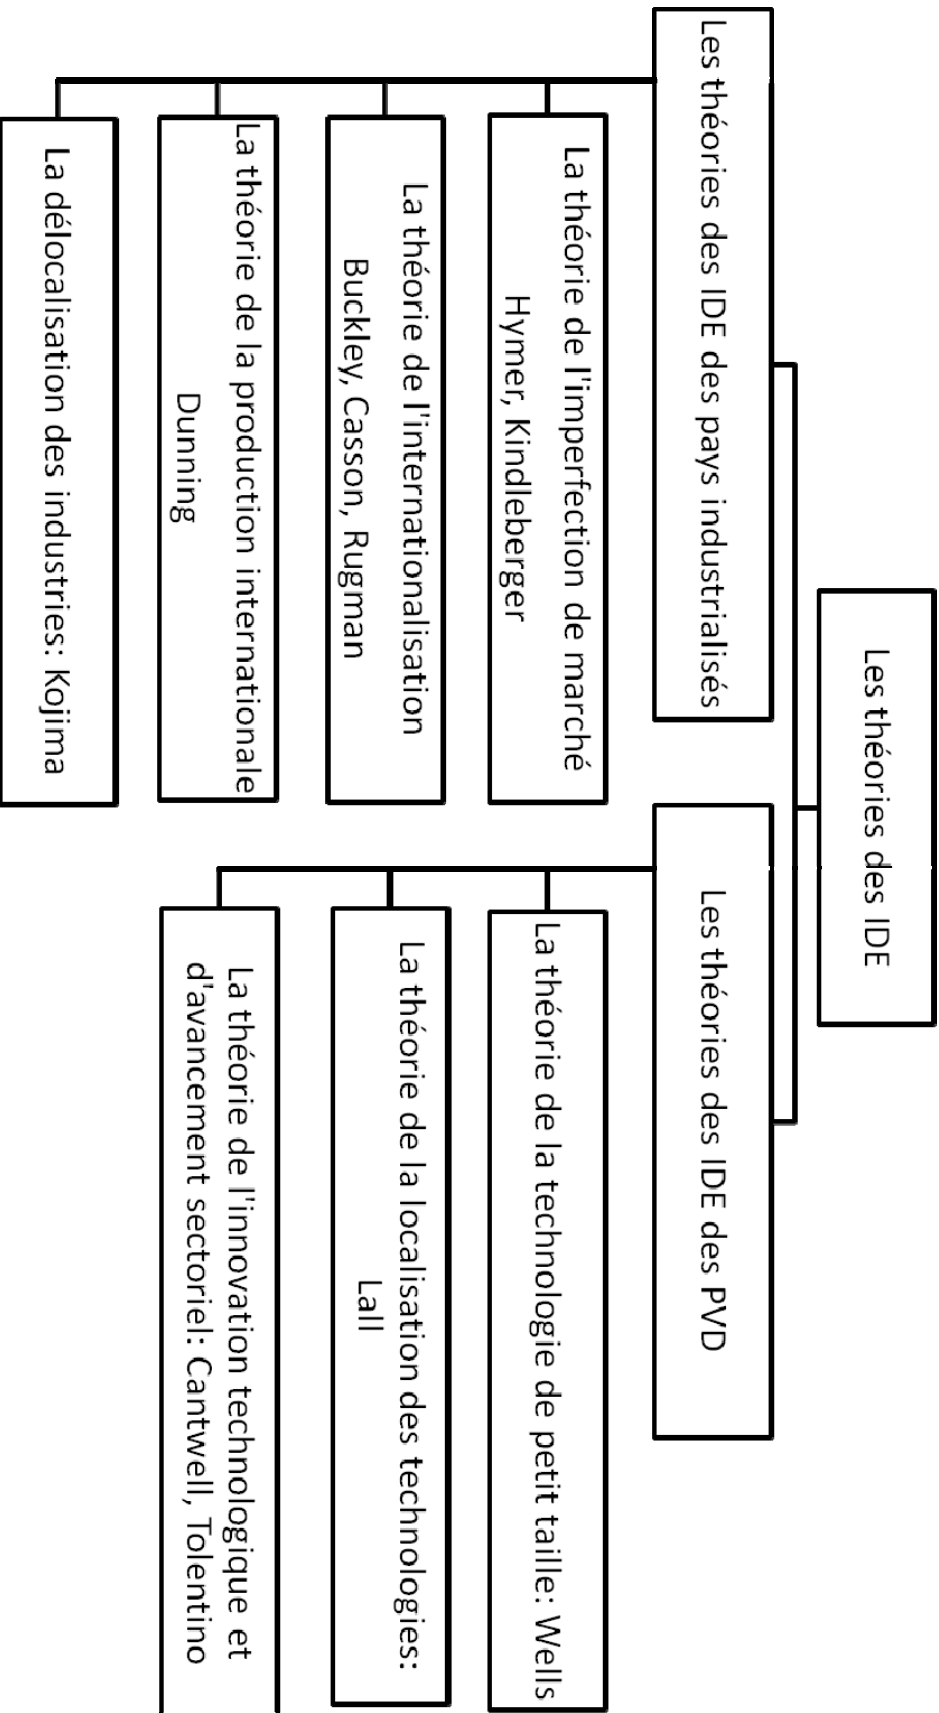 Les théories des IDE
Les théories des IDE des pays industrialisés
La théorie de l'imperfection de marché
Hymer, Kindleberger
La théorie de l'internationalisation
Buckley, Casson, Rugman
La théorie de la production internationale
Dunning
La délocalisation des industries: Kojima
Les théories des IDE des PVD
La théorie de la technologie de petit taille: Wells
La théorie de la localisation des technologies:
Lall
La théorie de l'innovation technologique et
d'avancement sectoriel: Cantwell, Tolentino